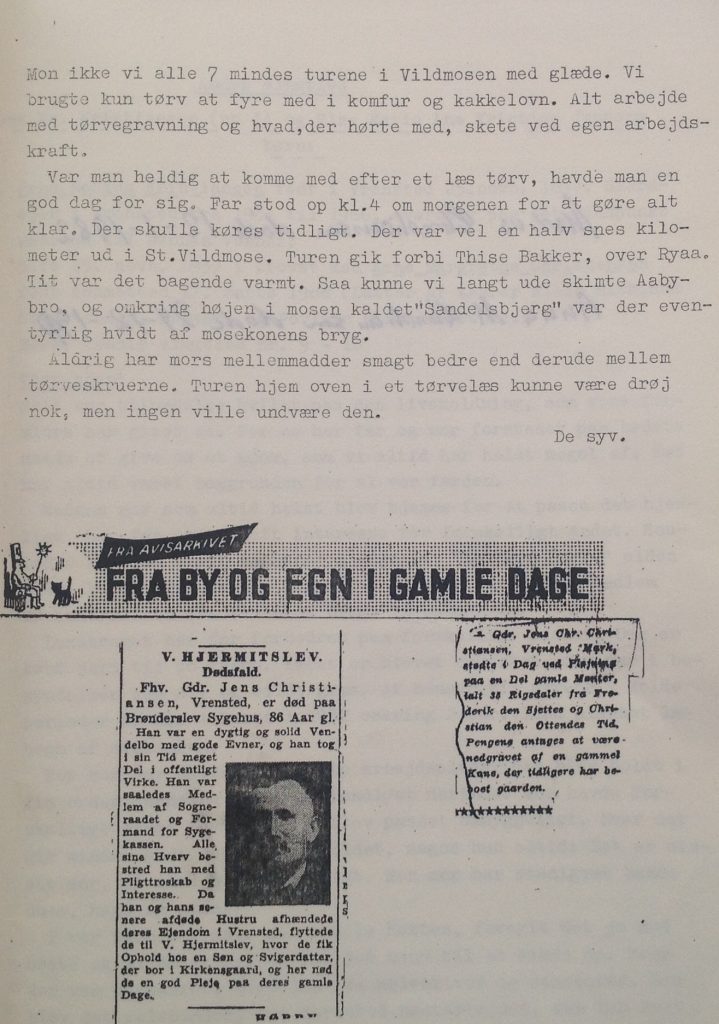 Mon ikke vi alle 7 mindes turene i Vildmosen med glæde. Vi
brugte kun tørv at fyre med i komfur og kakkelovn. Alt arbejde
med tørvegravning og hvad,der hørte med, skete ved egen arbejds-
kraft.
Var man heldig at komme med efter et læs tørv, havde man en
god dag for sig. Far stod op kl.4 om morgenen for at gøre alt
klar. Der skulle køres tidligt. Der var vel en halv snes kilo-
meter ud i St.Vildmose. Turen gik forbi Thise Bakker, over Ryaa.
Tit var det bagende varmt. Saa kunne vi langt ude skimte Aaby-
bro, og omkring højen i mosen kaldet"Sandelsbjerg" var der even-
tyrlig hvidt af mosekonens bryg.
Aldrig har mors mellemmadder smagt bedre end derude mellem
tørveskruerne. Turen hjem oven i et tørvelæs kunne være drøj
nok, men ingen ville undvære den.
De syv.
FRA AVISARKIVET
FRA BY OG EGN I GAMLE DAGE
V. HJERMITSLEV.
Dødsfald.
Fhv. Gdr. Jens Christi-
ansen, Vrensted, er død paa
Brønderslev Sygehus, 86 Aar gl.
Han var en dygtig og solid Ven-
delbo med gode Evner, og han tog
i sin Tid meget
Del i offentligt
Virke. Han var
saaledes Med-
lem af Sogne-
raadet og For-
mand for Syge-
kassen. Alle
sine Hverv be-
stred han med
Pligttroskab og
Interesse. Da
han og hans se-
nere afdøde Hustru afhændede
deres Ejendom i Vrensted, flyttede
de til V. Hjermitslev, hvor de fik
Ophold hos en Søn og Svigerdatter,
der bor i Kirkensgaard, og her nød
de en god Pleje paa deres gamle
Dage.
Gdr. Jens Chr. Chri-
stiansen, Vrensted Mark,
stødte i Dag ved Pløjning
paa en Del gamle Mønter,
ialt 38 Rigsdaler fra Fre-
derik den Sjettes og Chri-
stian den Ottendes Tid.
Pengene antages at være
nedgravet af en gammel
Kone, der tidligere har be-
boet gaarden.